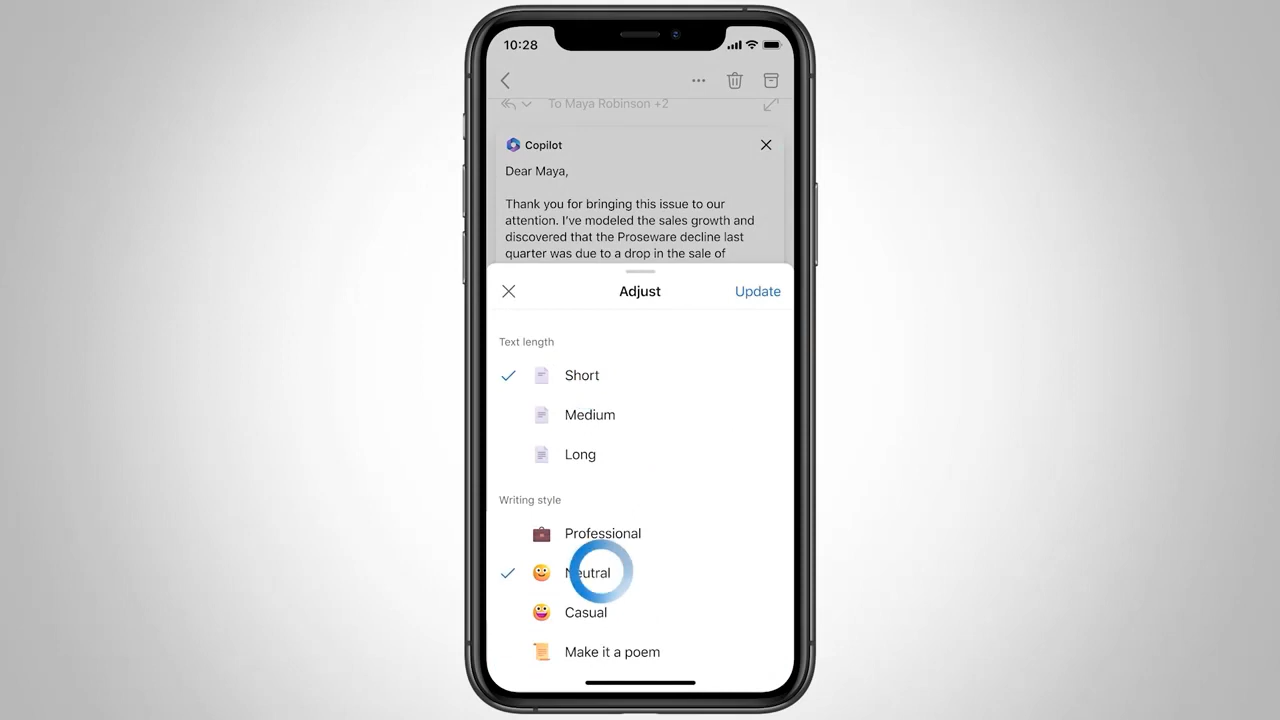 10:28
To Maya Robinson +2
Copilot
Dear Maya,
Thank you for bringing this issue to our
attention. I've modeled the sales growth and
discovered that the Proseware decline last
quarter was due to a drop in the sale of
Adjust
Update
Text length
Short
Medium
Long
Writing style
Professional
Neutral
Casual
Make it a poem